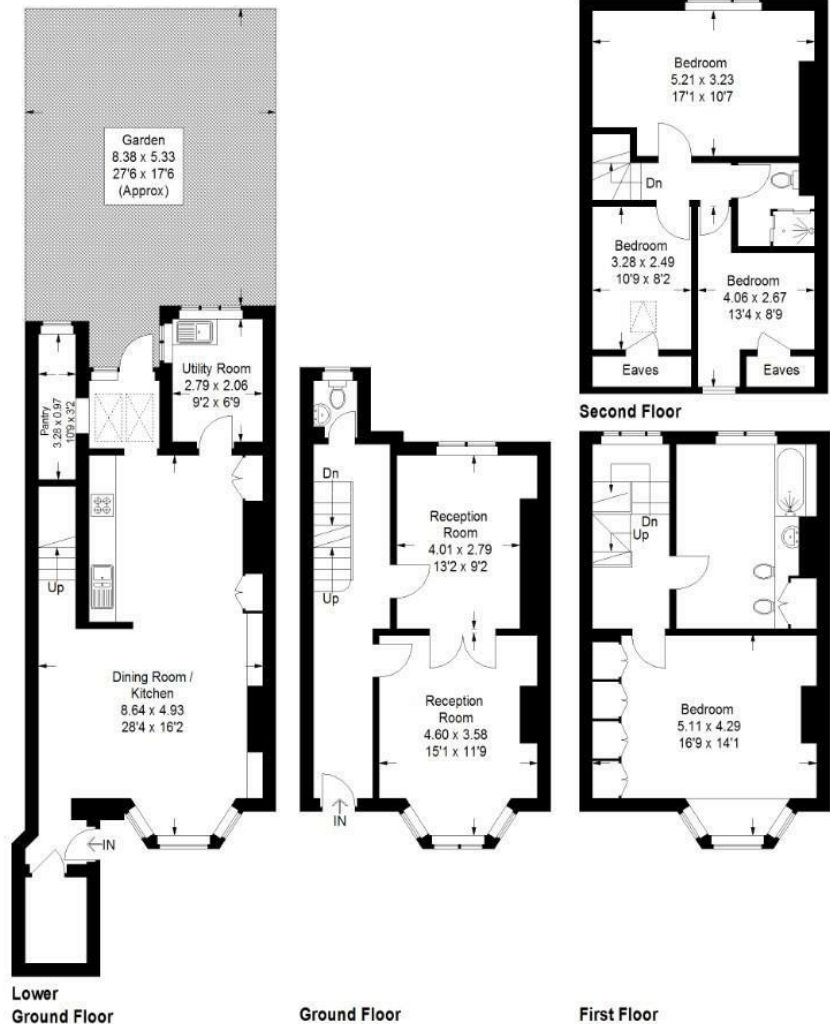 Garden
8.38 x 5.33
27'6 x 17'6
(Approx)
Pantry
3.28 x 0.97
10'9 x 3'2
Utility Room
2.79 x 2.06
9'2 x 6'9
Up
Dining Room /
Kitchen
8.64 x 4.93
28'4 x 16'2
IN
Lower
Ground Floor
Dn
Up
Reception
Room
4.01 x 2.79
13'2 x 9'2
Reception
Room
4.60 x 3.58
15'1 x 11'9
IN
Ground Floor
Bedroom
5.21 x 3.23
17'1 x 10'7
Dn
Bedroom
3.28 x 2.49
10'9 x 8'2
Bedroom
4.06 x 2.67
13'4 x 8'9
Eaves
Eaves
Second Floor
Dn
Up
Bedroom
5.11 x 4.29
16'9 x 14'1
First Floor